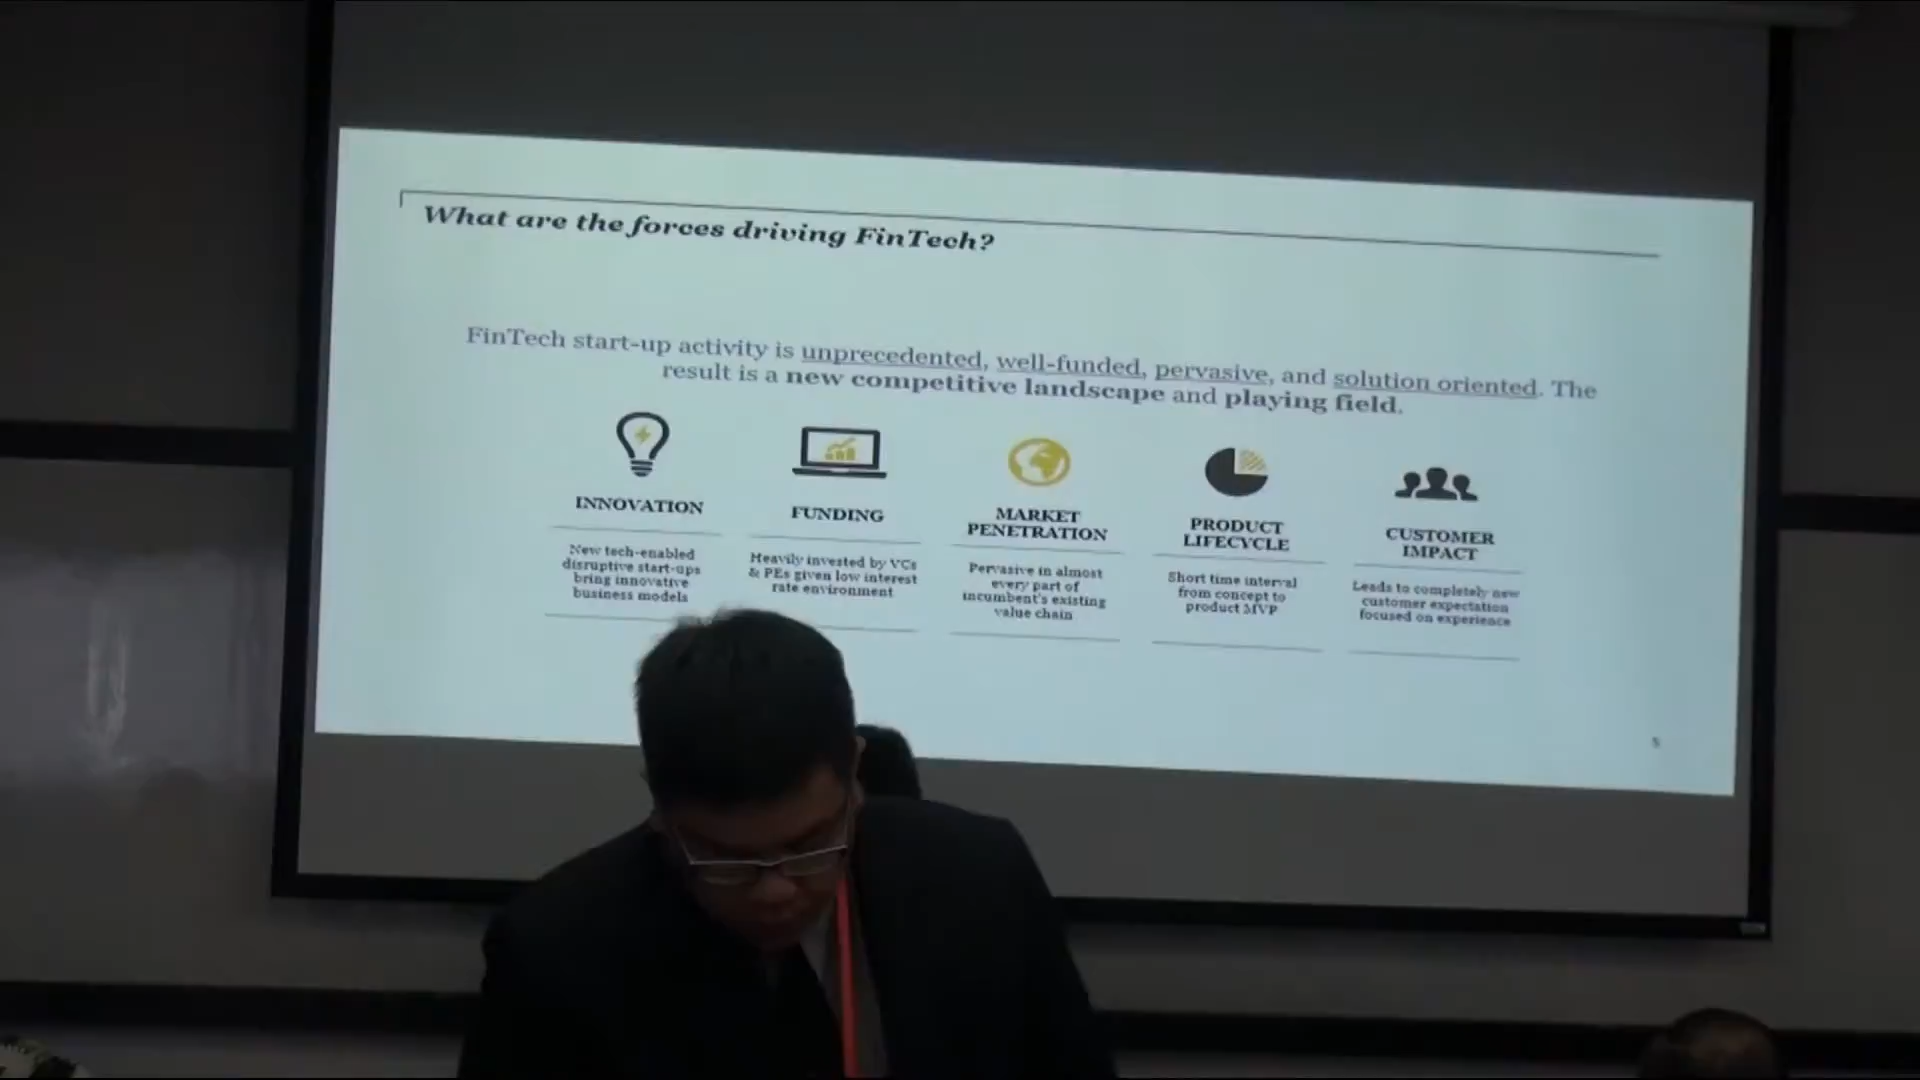 What are the forces driving FinTech?
FinTech start-up activity is unprecedented, well-funded, pervasive, and solution oriented. The
result is a new competitive landscape and playing field.
INNOVATION
New tech-enabled
disruptive start-ups
bring innovative
business models
FUNDING
Heavily invested by VCs
& PEs given low interest
rate environment
MARKET
PENETRATION
Pervasive in almost
every part of
incumbent's existing
value chain
PRODUCT
LIFECYCLE
Short time interval
from concept to
product MVP
CUSTOMER
IMPACT
Leads to completely new
customer expectation
focused on experience